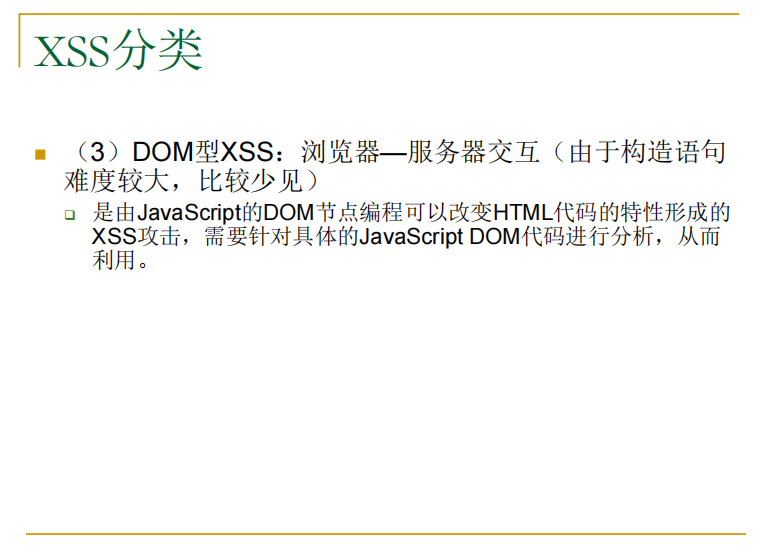 XSS分类
（3）DOM型XSS：浏览器—服务器交互（由于构造语句
难度较大，比较少见）
是由JavaScript的DOM节点编程可以改变HTML代码的特性形成的
XSS攻击，需要针对具体的JavaScript DOM代码进行分析，从而
利用。